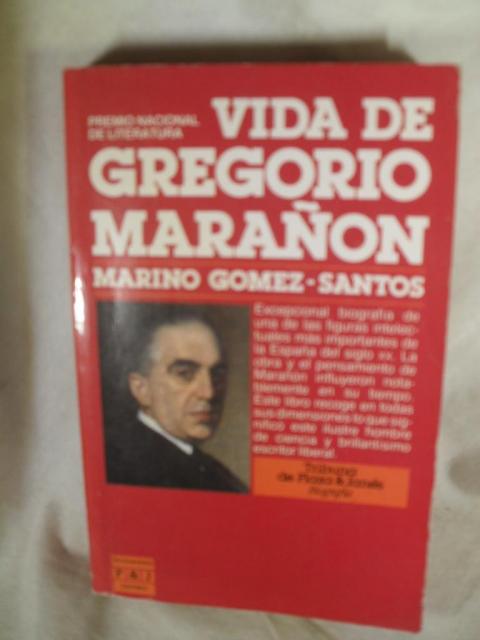 PREMIO NACIONAL
DE LITERATURA
VIDA DE
GREGORIO
MARAÑON
MARINO GOMEZ-SANTOS
Excepcional biografía de
una de las figuras intelec-
tuales más importantes de
la España del siglo XX. La
obra y el pensamiento de
Marañón influyeron nota-
blemente en su tiempo.
Este libro recoge en todas
sus dimensiones lo que sig-
nificó este ilustre hombre
de ciencia y brillantísimo
escritor liberal.
Tribuna
de Plaza & Janés
Biografía
P & J